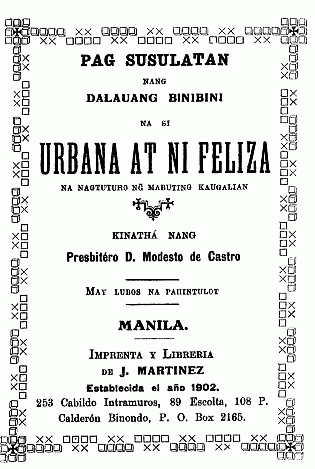 PAG SUSULATAN
NANG
DALAUANG BINIBINI
NA SI
URBANA AT NI FELIZA
NA NAGTUTURO NG̃ MABUTING KAUGALIAN
KINATHÁ NANG
Presbitéro D. Modesto de Castro
MAY LUBOS NA PAHINTULOT
MANILA.
IMPRENTA Y LIBRERIA
DE J. MARTINEZ
Establecida el año 1902.
253 Cabildo Intramuros, 89 Escolta, 108 P.
Calderón Binondo, P. O. Box 2165.